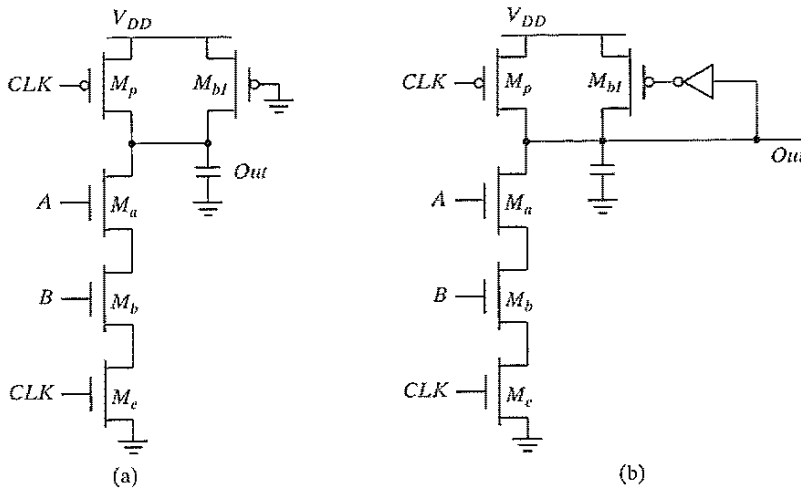 V_DD
CLK
M_p
M_bl
Out
A
M_a
B
M_b
CLK
M_e
(a)
V_DD
CLK
M_p
M_bl
Out
A
M_a
B
M_b
CLK
M_e
(b)